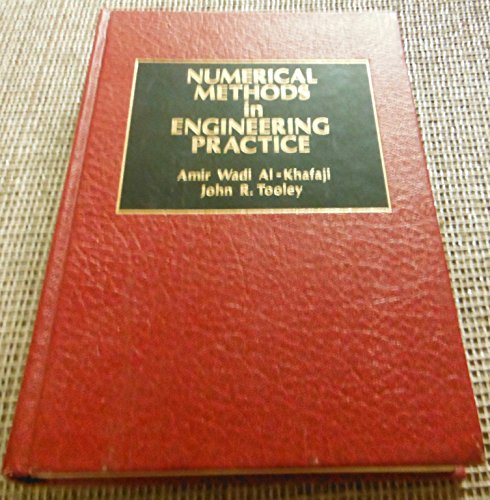 NUMERICAL
METHODS
in
ENGINEERING
PRACTICE
Amir Wadi Al-Khafaji
John R. Tooley